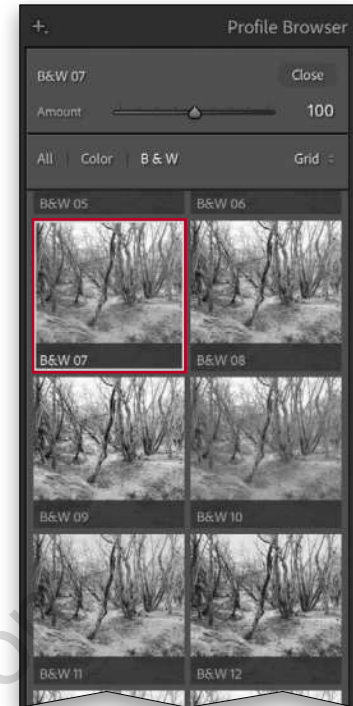 + Profile Browser
B&W 07 Close
Amount 100
All Color B & W Grid
B&W 05 B&W 06
B&W 07 B&W 08
B&W 09 B&W 10
B&W 11 B&W 12